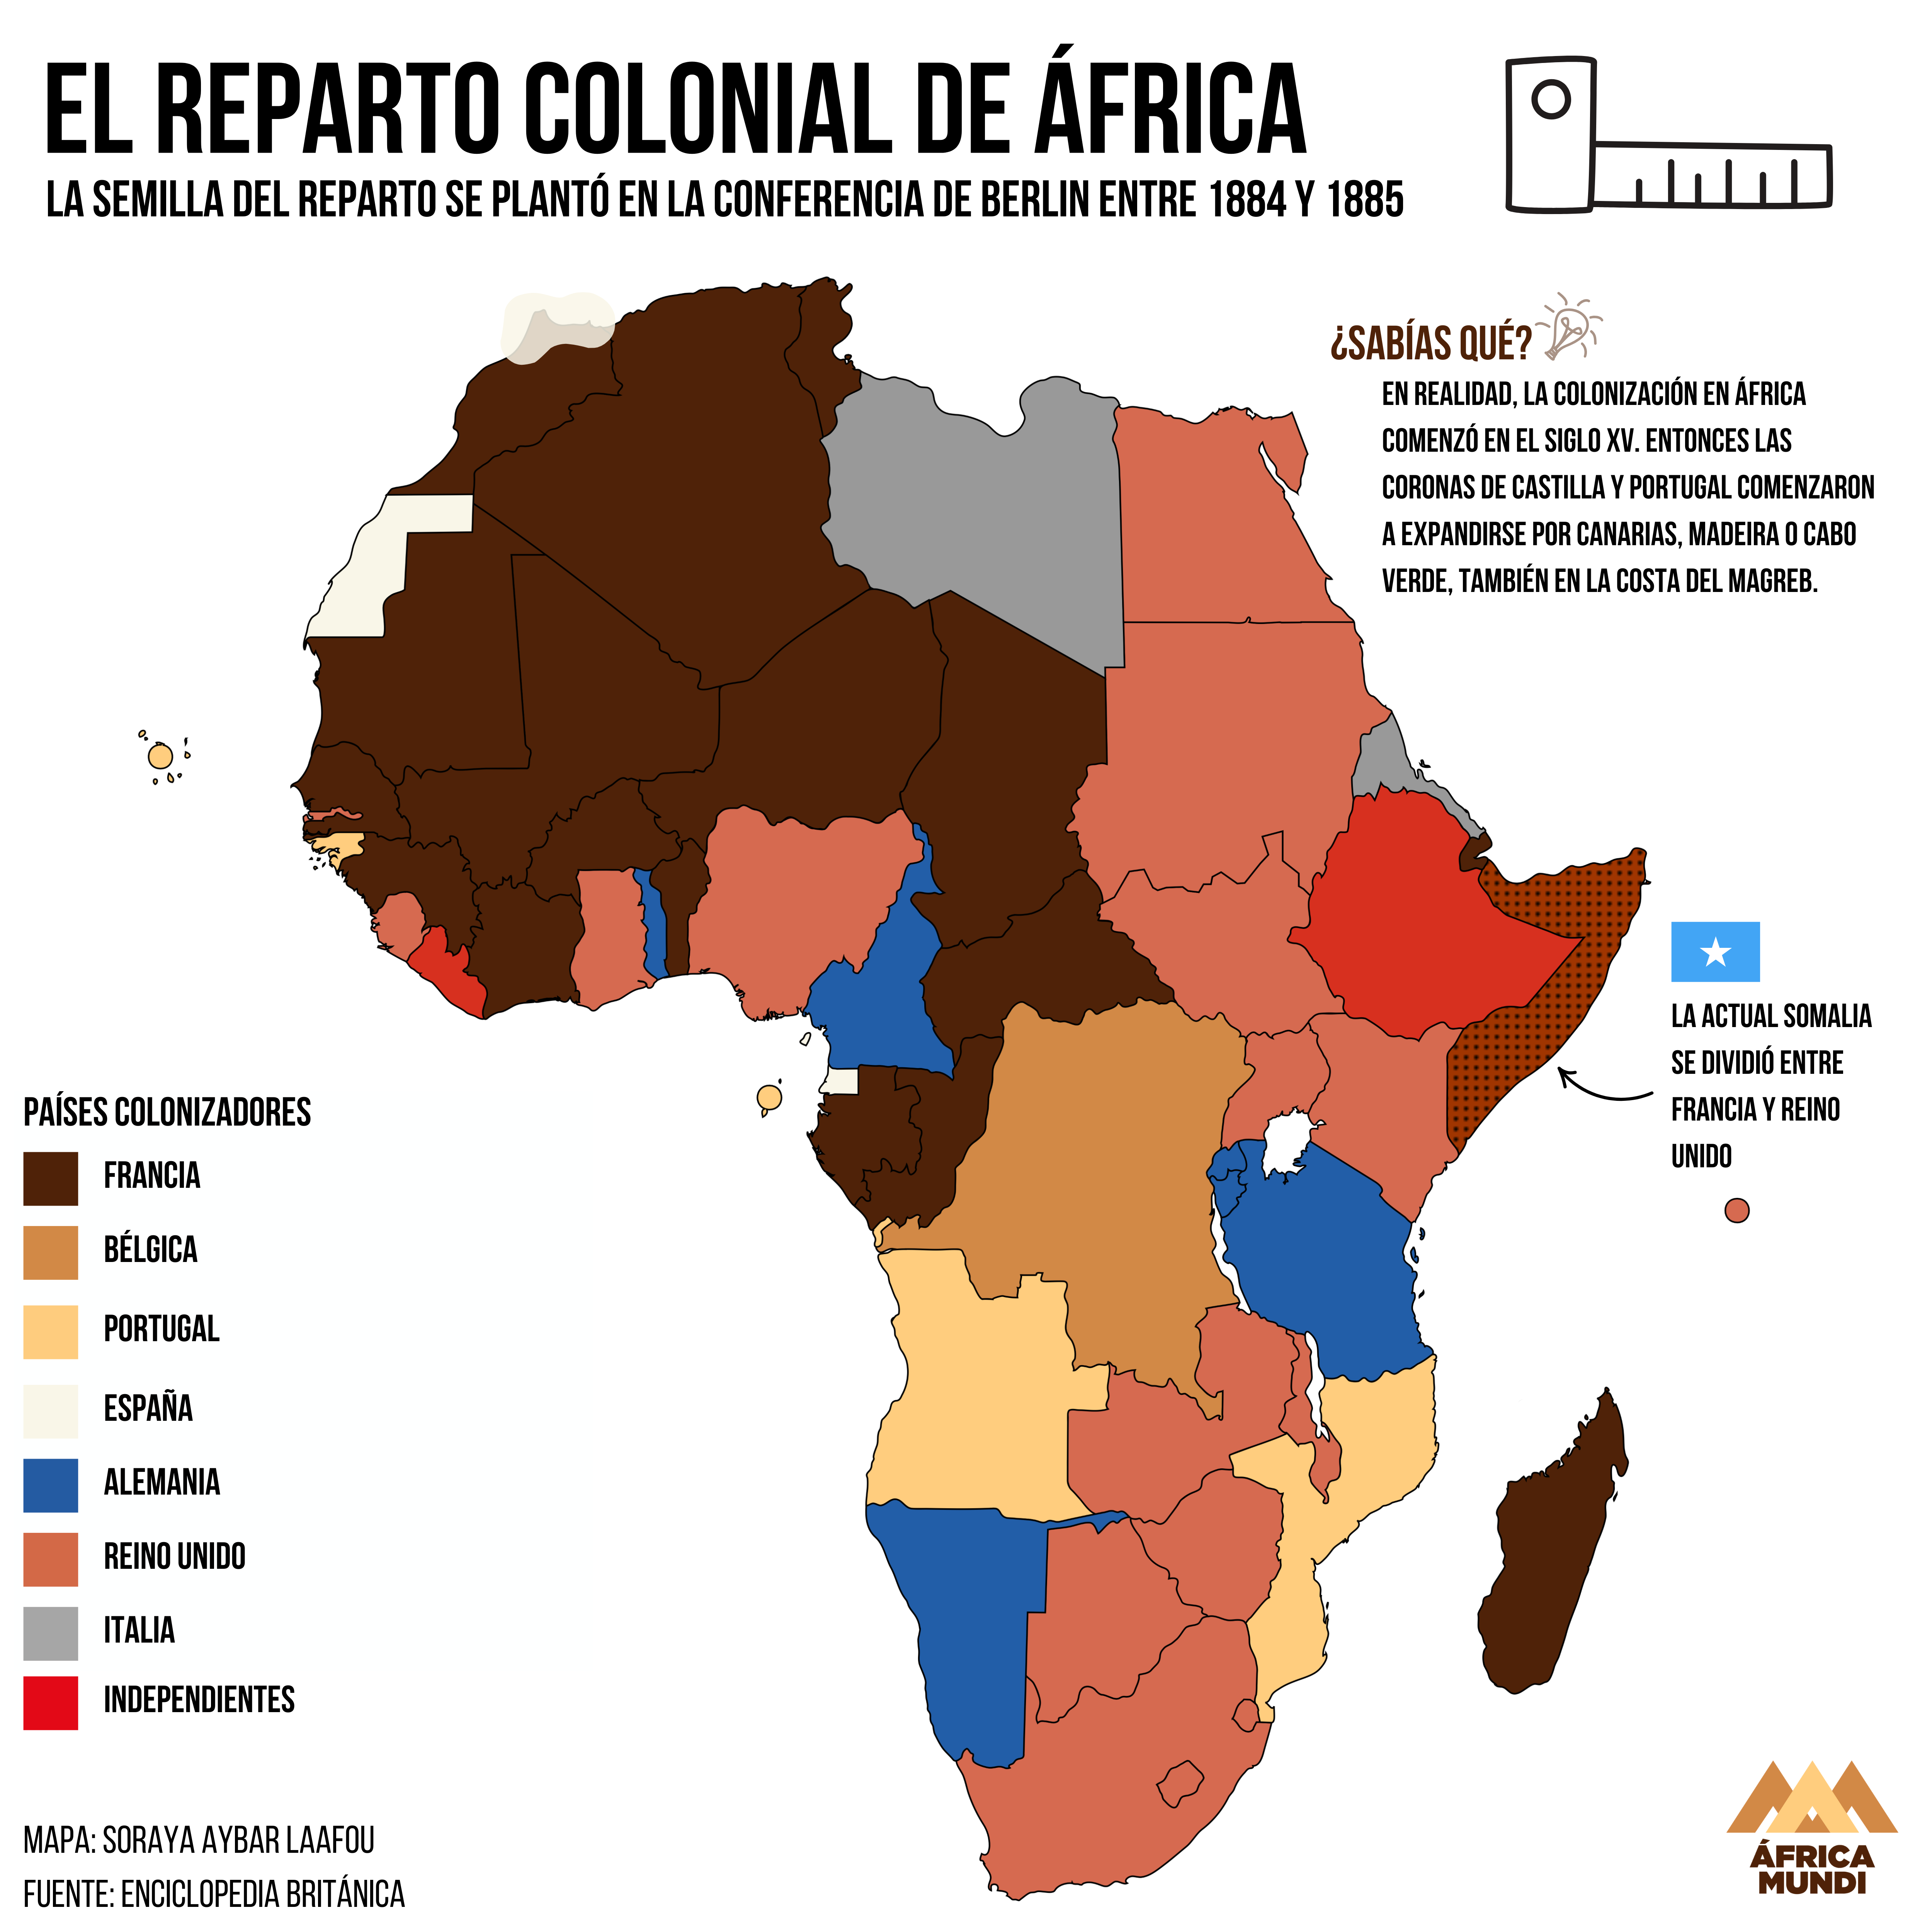 EL REPARTO COLONIAL DE ÁFRICA
LA SEMILLA DEL REPARTO SE PLANTÓ EN LA CONFERENCIA DE BERLIN ENTRE 1884 Y 1885
¿SABÍAS QUÉ?
EN REALIDAD, LA COLONIZACIÓN EN ÁFRICA
COMENZÓ EN EL SIGLO XV. ENTONCES LAS
CORONAS DE CASTILLA Y PORTUGAL COMENZARON
A EXPANDIRSE POR CANARIAS, MADEIRA O CABO
VERDE, TAMBIÉN EN LA COSTA DEL MAGREB.
LA ACTUAL SOMALIA
SE DIVIDIÓ ENTRE
FRANCIA Y REINO
UNIDO
PAÍSES COLONIZADORES
FRANCIA
BÉLGICA
PORTUGAL
ESPAÑA
ALEMANIA
REINO UNIDO
ITALIA
INDEPENDIENTES
MAPA: SORAYA AYBAR LAAFOU
FUENTE: ENCICLOPEDIA BRITÁNICA
ÁFRICA
MUNDI